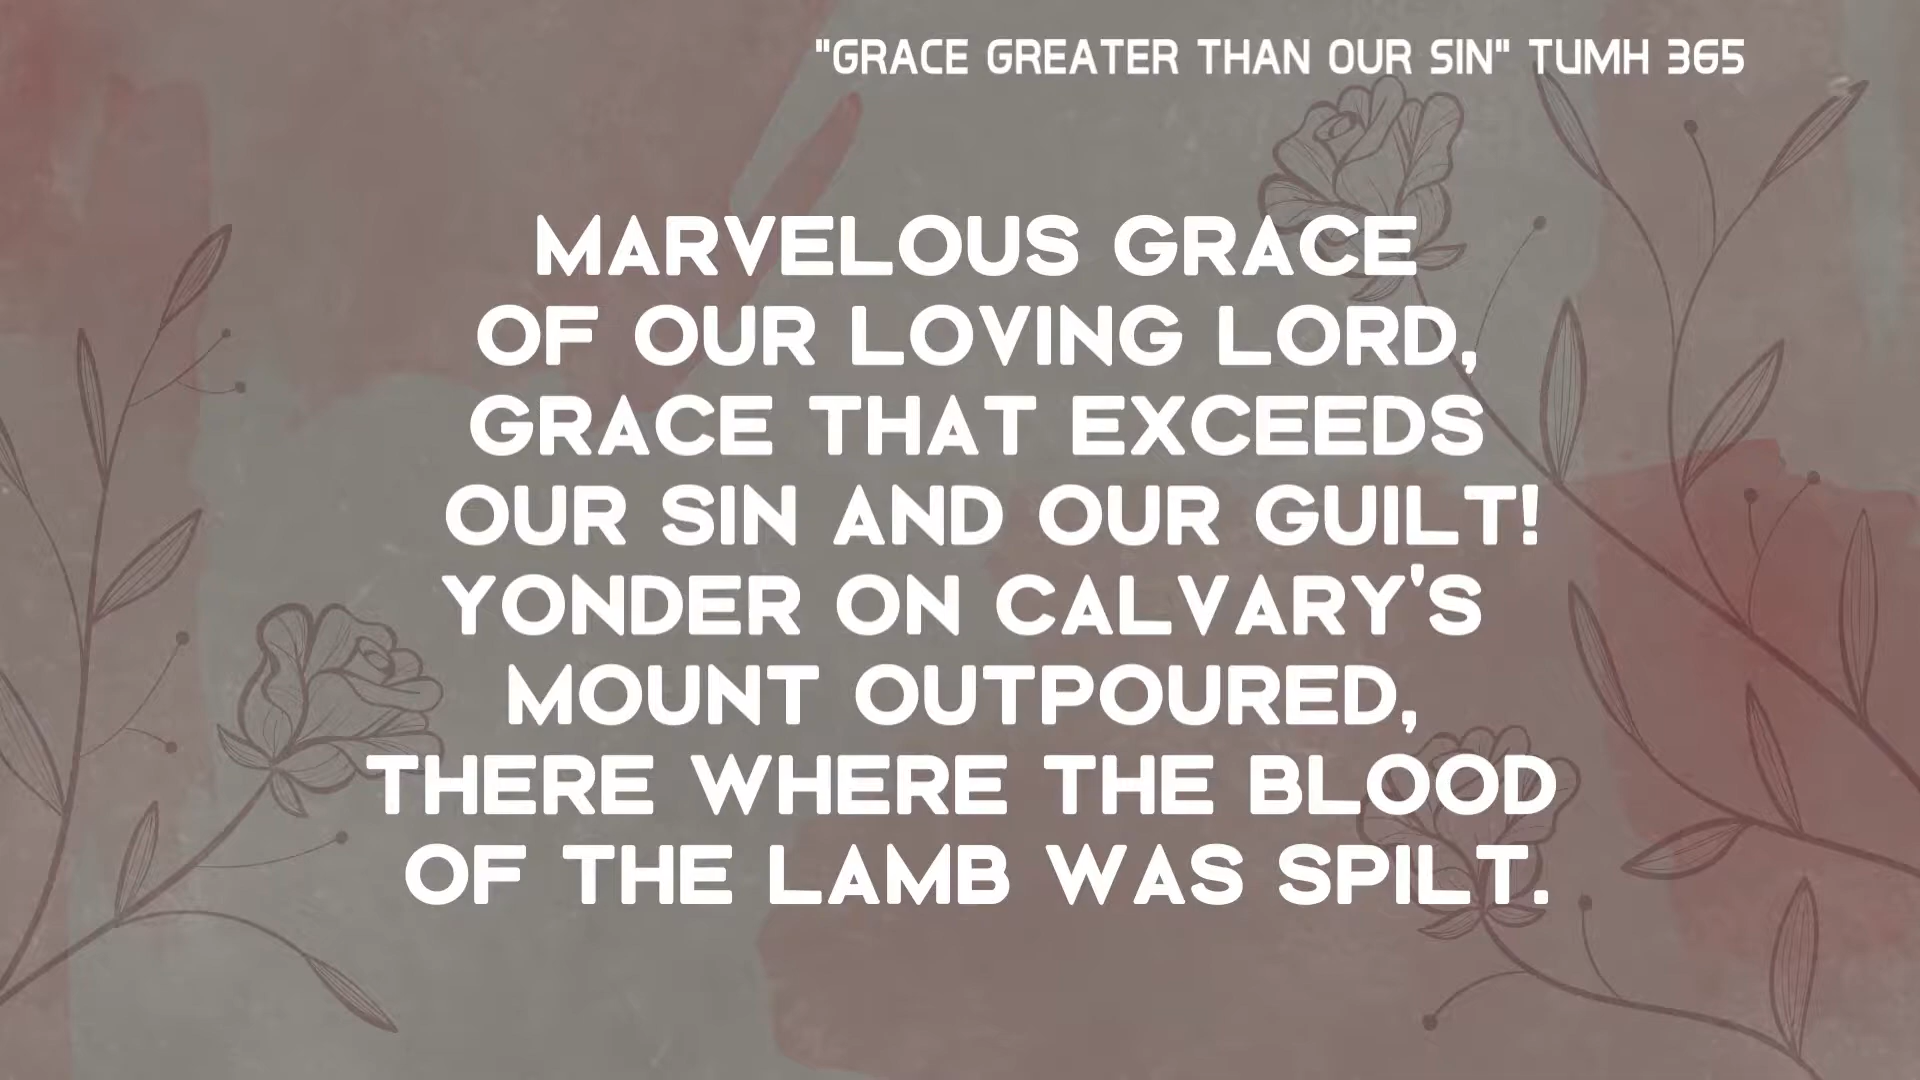 "GRACE GREATER THAN OUR SIN" TUMH 365
MARVELOUS GRACE
OF OUR LOVING LORD,
GRACE THAT EXCEEDS
OUR SIN AND OUR GUILT!
YONDER ON CALVARY'S
MOUNT OUTPOURED,
THERE WHERE THE BLOOD
OF THE LAMB WAS SPILT.